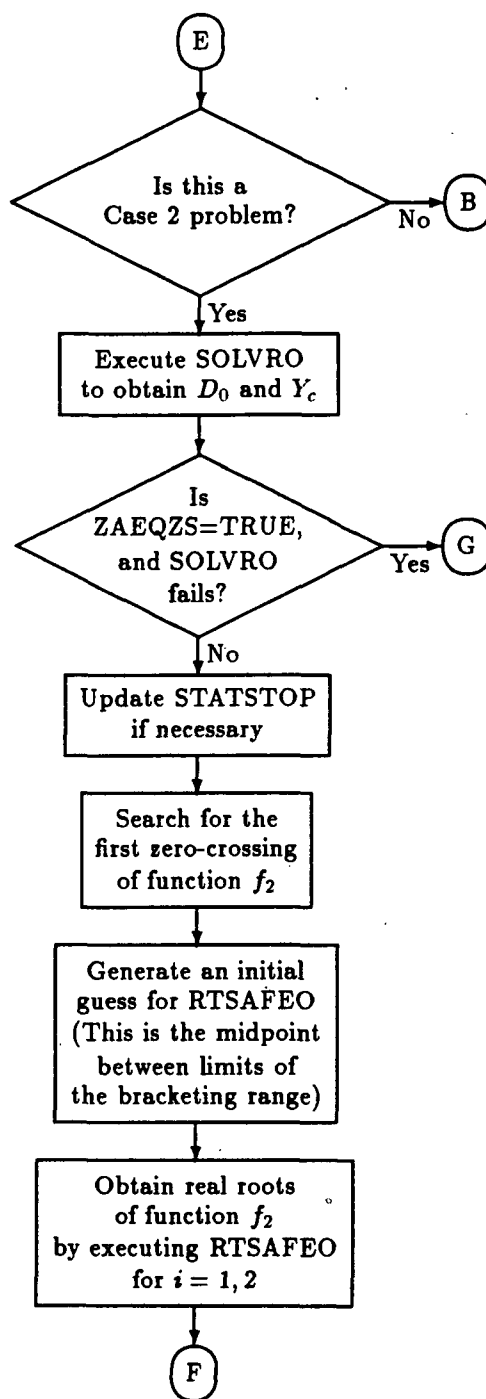 E
Is this a
Case 2 problem?
No
B
Yes
Execute SOLVRO
to obtain D₀ and Y_c
Is
ZAEQZS=TRUE,
and SOLVRO
fails?
Yes
G
No
Update STATSTOP
if necessary
Search for the
first zero-crossing
of function f₂
Generate an initial
guess for RTSAFEO
(This is the midpoint
between limits of
the bracketing range)
Obtain real roots
of function f₂
by executing RTSAFEO
for i = 1, 2
F